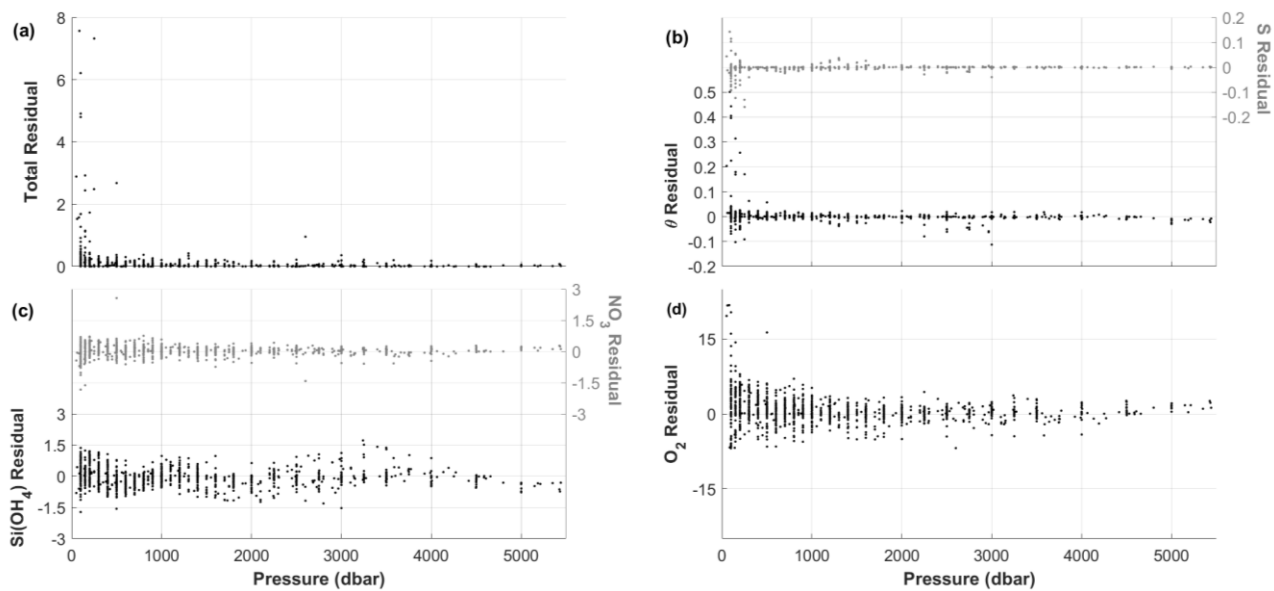 (a)
Total Residual
8
6
4
2
0
(b)
θ Residual
0.5
0.4
0.3
0.2
0.1
0
-0.1
-0.2
S Residual
0.2
0.1
0
-0.1
-0.2
(c)
Si(OH4) Residual
3
1.5
0
-1.5
-3
NO3 Residual
3
1.5
0
-1.5
-3
0 1000 2000 3000 4000 5000
Pressure (dbar)
(d)
O2 Residual
15
0
-15
0 1000 2000 3000 4000 5000
Pressure (dbar)